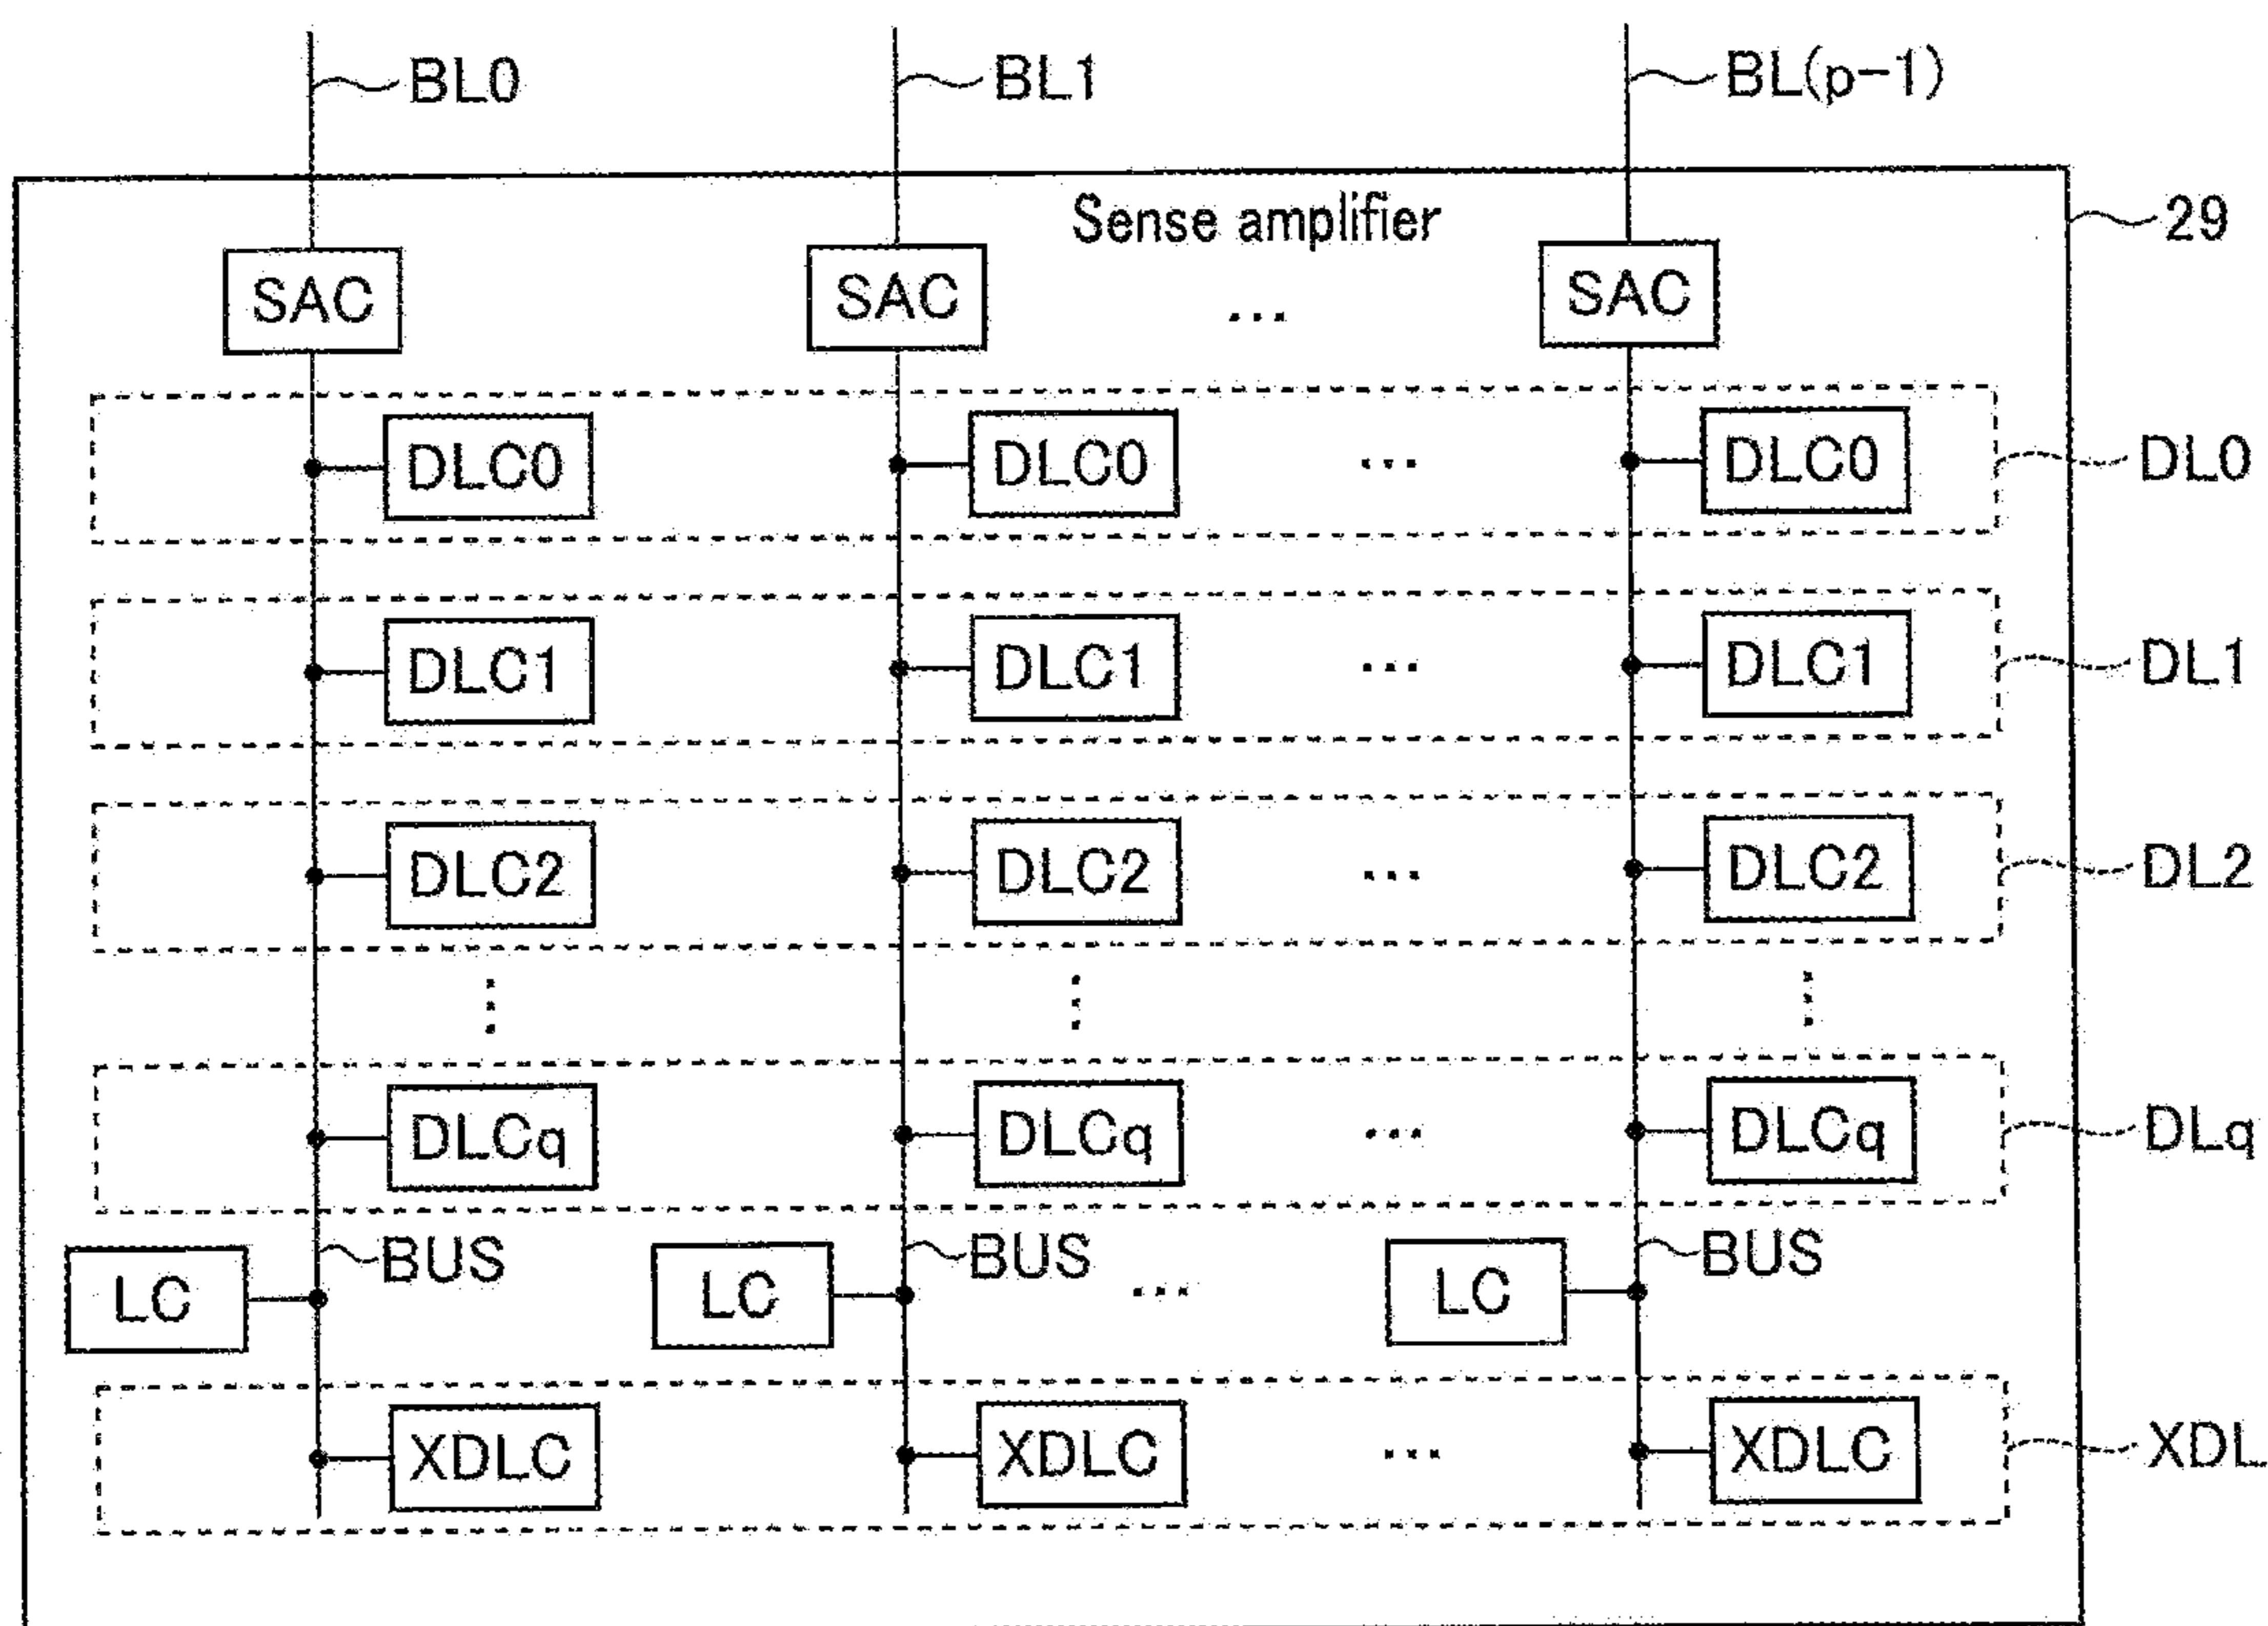 BL0 BL1 BL(p-1)
Sense amplifier 29
SAC SAC ... SAC
DLC0 DLC0 ... DLC0 DL0
DLC1 DLC1 ... DLC1 DL1
DLC2 DLC2 ... DLC2 DL2
DLCq DLCq ... DLCq DLq
BUS BUS BUS
LC LC ... LC
XDLC XDLC ... XDLC XDL